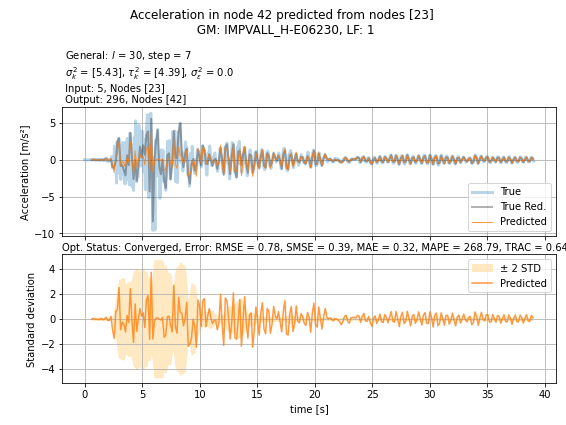 Acceleration in node 42 predicted from nodes [23]
GM: IMPVALL_H-E06230, LF: 1
General: l = 30, step = 7
σ²ₖ = [5.43], τ²ₖ = [4.39], σ²ₑ = 0.0
Input: 5, Nodes [23]
Output: 296, Nodes [42]
Acceleration [m/s²]
5
0
−5
−10
True
True Red.
Predicted
Opt. Status: Converged, Error: RMSE = 0.78, SMSE = 0.39, MAE = 0.32, MAPE = 268.79, TRAC = 0.64
Standard deviation
4
2
0
−2
−4
± 2 STD
Predicted
0 5 10 15 20 25 30 35 40
time [s]